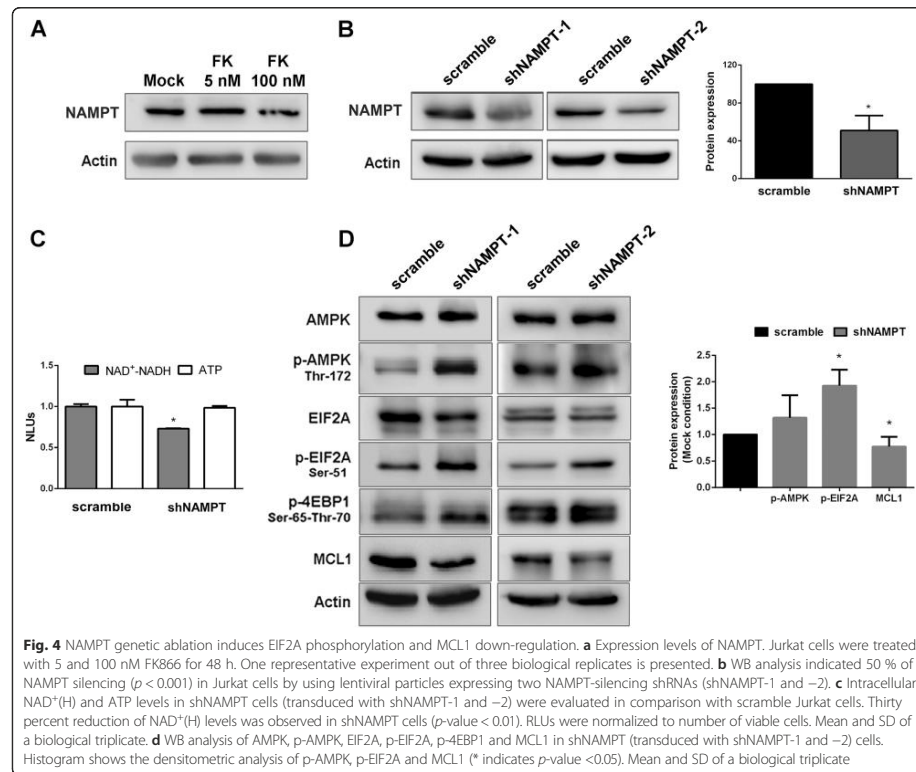 A
Mock
FK
5 nM
FK
100 nM
NAMPT
Actin
B
scramble
shNAMPT-1
scramble
shNAMPT-2
NAMPT
Actin
Protein expression
120
80
40
0
*
scramble
shNAMPT
C
NLUs
1.5
1.0
0.5
0.0
NAD+-NADH
ATP
*
scramble
shNAMPT
D
scramble
shNAMPT-1
scramble
shNAMPT-2
AMPK
p-AMPK
Thr-172
EIF2A
p-EIF2A
Ser-51
p-4EBP1
Ser-65-Thr-70
MCL1
Actin
scramble
shNAMPT
Protein expression
(Mock condition)
2.5
2.0
1.5
1.0
0.5
0.0
*
*
p-AMPK
p-EIF2A
MCL1
Fig. 4 NAMPT genetic ablation induces EIF2A phosphorylation and MCL1 down-regulation. a Expression levels of NAMPT. Jurkat cells were treated
with 5 and 100 nM FK866 for 48 h. One representative experiment out of three biological replicates is presented. b WB analysis indicated 50 % of
NAMPT silencing (p < 0.001) in Jurkat cells by using lentiviral particles expressing two NAMPT-silencing shRNAs (shNAMPT-1 and −2). c Intracellular
NAD+(H) and ATP levels in shNAMPT cells (transduced with shNAMPT-1 and −2) were evaluated in comparison with scramble Jurkat cells. Thirty
percent reduction of NAD+(H) levels was observed in shNAMPT cells (p-value < 0.01). RLUs were normalized to number of viable cells. Mean and SD of
a biological triplicate. d WB analysis of AMPK, p-AMPK, EIF2A, p-EIF2A, p-4EBP1 and MCL1 in shNAMPT (transduced with shNAMPT-1 and −2) cells.
Histogram shows the densitometric analysis of p-AMPK, p-EIF2A and MCL1 (* indicates p-value <0.05). Mean and SD of a biological triplicate